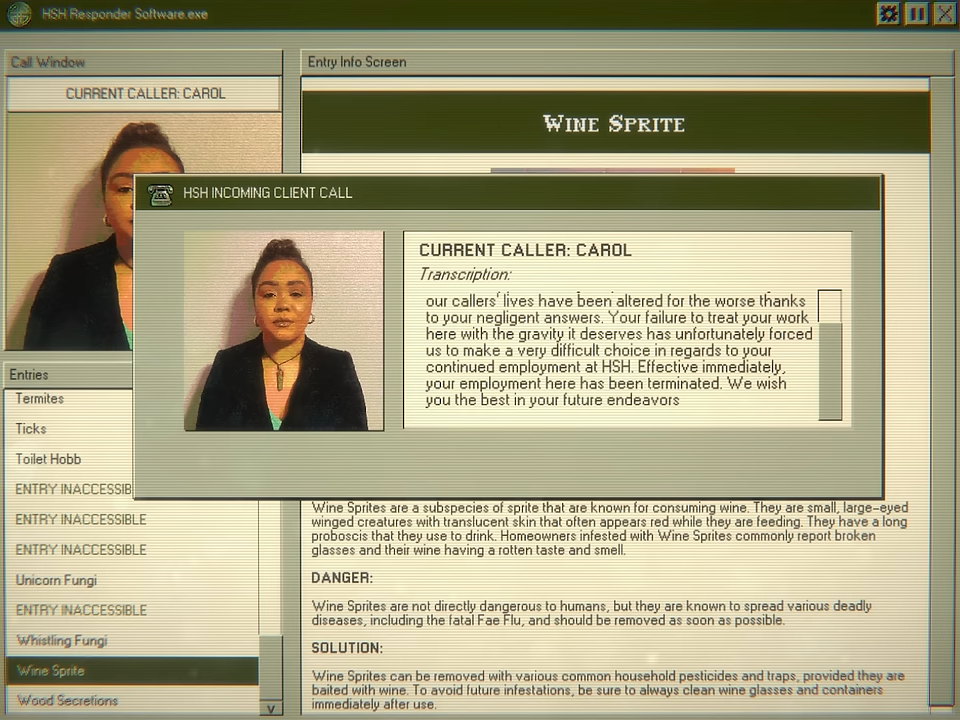 HSH Responder Software.exe
Call Window
CURRENT CALLER: CAROL
Entry Info Screen
WINE SPRITE
HSH INCOMING CLIENT CALL
CURRENT CALLER: CAROL
Transcription:
our callers' lives have been altered for the worse thanks
to your negligent answers. Your failure to treat your work
here with the gravity it deserves has unfortunately forced
us to make a very difficult choice in regards to your
continued employment at HSH. Effective immediately,
your employment here has been terminated. We wish
you the best in your future endeavors
Entries
Termites
Ticks
Toilet Hobb
ENTRY INACCESSIB
ENTRY INACCESSIBLE
ENTRY INACCESSIBLE
Unicorn Fungi
ENTRY INACCESSIBLE
Whistling Fungi
Wine Sprite
Wood Secretions
V
Wine Sprites are a subspecies of sprite that are known for consuming wine. They are small, large-eyed
winged creatures with translucent skin that often appears red while they are feeding. They have a long
proboscis that they use to drink. Homeowners infested with Wine Sprites commonly report broken
glasses and their wine having a rotten taste and smell.
DANGER:
Wine Sprites are not directly dangerous to humans, but they are known to spread various deadly
diseases, including the fatal Fae Flu, and should be removed as soon as possible.
SOLUTION:
Wine Sprites can be removed with various common household pesticides and traps, provided they are
baited with wine. To avoid future infestations, be sure to always clean wine glasses and containers
immediately after use.